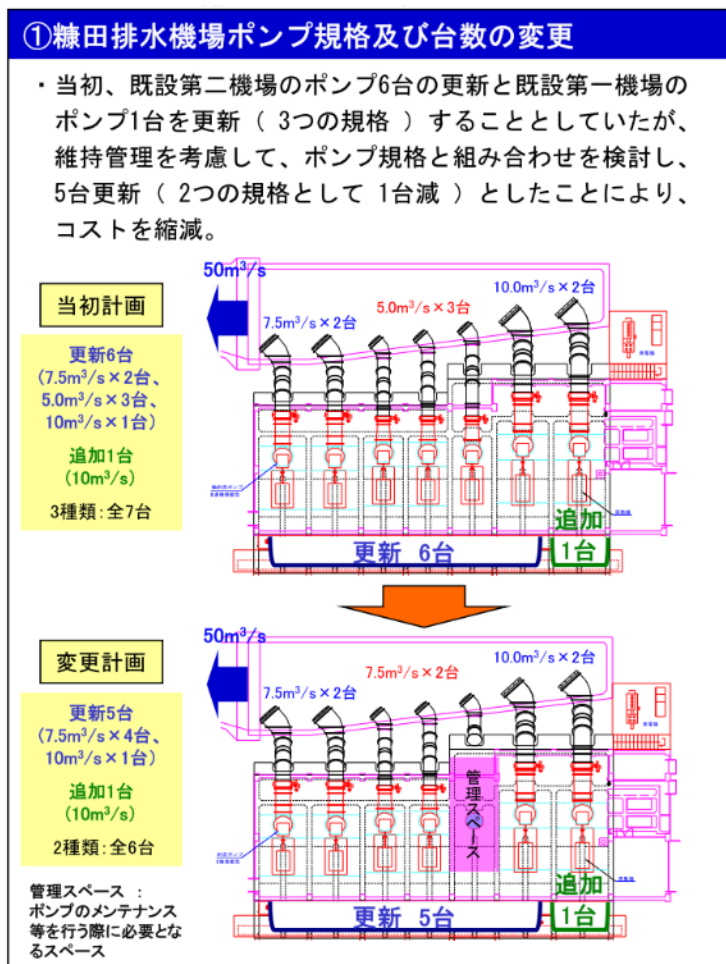 ①糠田排水機場ポンプ規格及び台数の変更
・当初、既設第二機場のポンプ6台の更新と既設第一機場の
ポンプ1台を更新（ 3つの規格 ）することとしていたが、
維持管理を考慮して、ポンプ規格と組み合わせを検討し、
5台更新（ 2つの規格として 1台減 ）としたことにより、
コストを縮減。
当初計画
更新6台
(7.5m³/s×2台、
5.0m³/s×3台、
10m³/s×1台)
追加1台
(10m³/s)
3種類：全7台
50m³/s
7.5m³/s×2台
5.0m³/s×3台
10.0m³/s×2台
追加
更新 6台
1台
変更計画
更新5台
(7.5m³/s×4台、
10m³/s×1台)
追加1台
(10m³/s)
2種類：全6台
管理スペース ：
ポンプのメンテナンス
等を行う際に必要とな
るスペース
50m³/s
7.5m³/s×2台
7.5m³/s×2台
10.0m³/s×2台
管理スペース
追加
更新 5台
1台